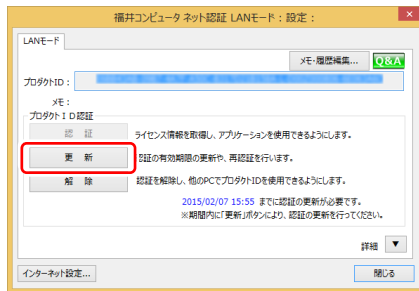 福井コンピュータ ネット認証 LANモード：設定：
LANモード
メモ・履歴編集...
Q&A
プロダクトID：
メモ：
プロダクトＩＤ認証
認　証
ライセンス情報を取得し、アプリケーションを使用できるようにします。
更　新
認証の有効期限の更新や、再認証を行います。
解　除
認証を解除し、他のPCでプロダクトIDを使用できるようにします。
2015/02/07 15:55 までに認証の更新が必要です。
※期間内に「更新」ボタンにより、認証の更新を行ってください。
詳細 ▼
インターネット設定...
閉じる